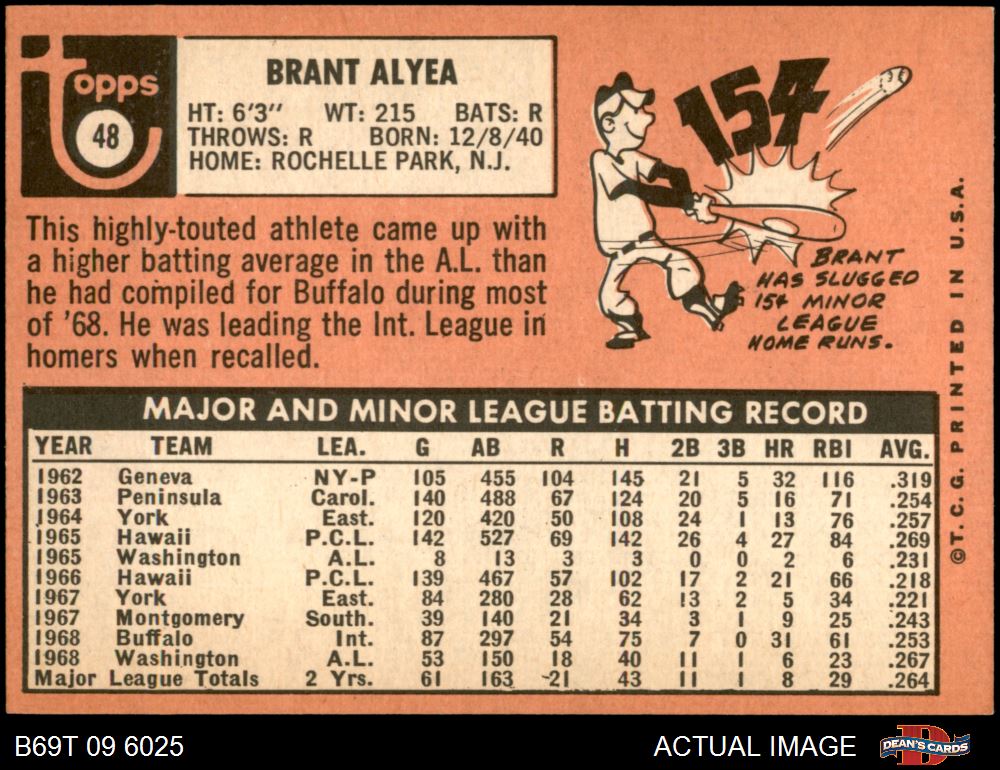 topps
48
BRANT ALYEA
HT: 6'3" WT: 215 BATS: R
THROWS: R BORN: 12/8/40
HOME: ROCHELLE PARK, N.J.
This highly-touted athlete came up with
a higher batting average in the A.L. than
he had compiled for Buffalo during most
of '68. He was leading the Int. League in
homers when recalled.
154
BRANT
HAS SLUGGED
154 MINOR
LEAGUE
HOME RUNS.
©T. C. G. PRINTED IN U.S.A.
MAJOR AND MINOR LEAGUE BATTING RECORD
YEAR TEAM LEA. G AB R H 2B 3B HR RBI AVG.
1962 Geneva NY-P 105 455 104 145 21 5 32 116 .319
1963 Peninsula Carol. 140 488 67 124 20 5 16 71 .254
1964 York East. 120 420 50 108 24 1 13 76 .257
1965 Hawaii P.C.L. 142 527 69 142 26 4 27 84 .269
1965 Washington A.L. 8 13 3 3 0 0 2 6 .231
1966 Hawaii P.C.L. 139 467 57 102 17 2 21 66 .218
1967 York East. 84 280 28 62 13 2 5 34 .221
1967 Montgomery South. 39 140 21 34 3 1 9 25 .243
1968 Buffalo Int. 87 297 54 75 7 0 31 61 .253
1968 Washington A.L. 53 150 18 40 11 1 6 23 .267
Major League Totals 2 Yrs. 61 163 21 43 11 1 8 29 .264
B69T 09 6025
ACTUAL IMAGE
D
DEAN'S CARDS